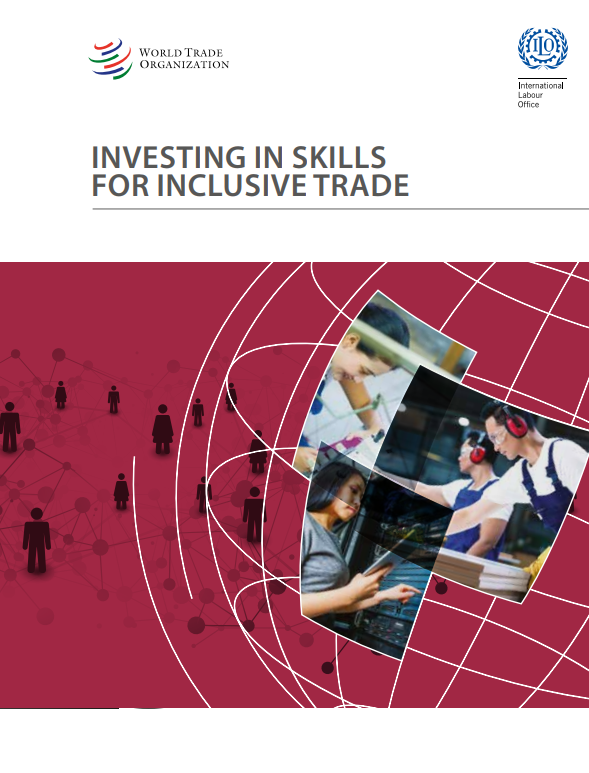 WORLD TRADE
ORGANIZATION
ILO
International
Labour
Office
INVESTING IN SKILLS
FOR INCLUSIVE TRADE